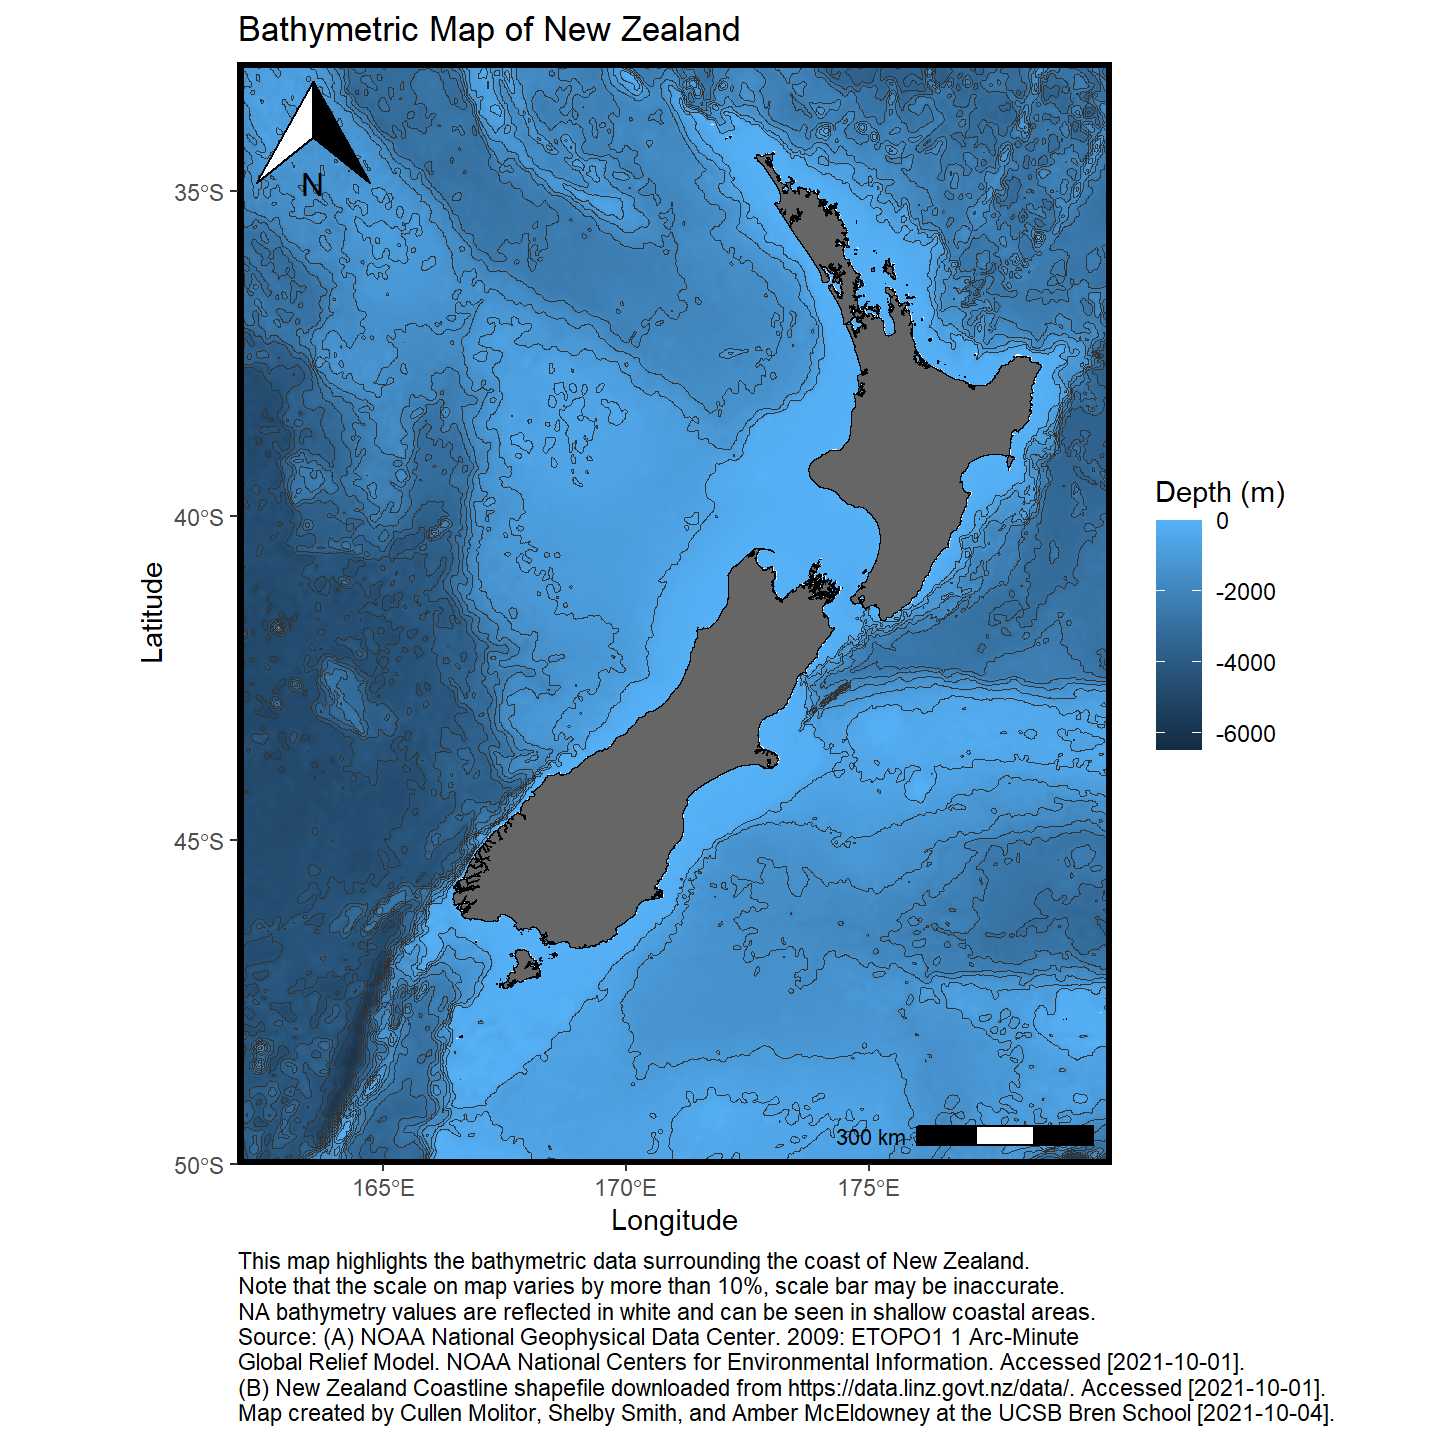 Bathymetric Map of New Zealand
N
35°S
40°S
45°S
50°S
Latitude
165°E
170°E
175°E
Longitude
300 km
Depth (m)
0
-2000
-4000
-6000
This map highlights the bathymetric data surrounding the coast of New Zealand.
Note that the scale on map varies by more than 10%, scale bar may be inaccurate.
NA bathymetry values are reflected in white and can be seen in shallow coastal areas.
Source: (A) NOAA National Geophysical Data Center. 2009: ETOPO1 1 Arc-Minute
Global Relief Model. NOAA National Centers for Environmental Information. Accessed [2021-10-01].
(B) New Zealand Coastline shapefile downloaded from https://data.linz.govt.nz/data/. Accessed [2021-10-01].
Map created by Cullen Molitor, Shelby Smith, and Amber McEldowney at the UCSB Bren School [2021-10-04].